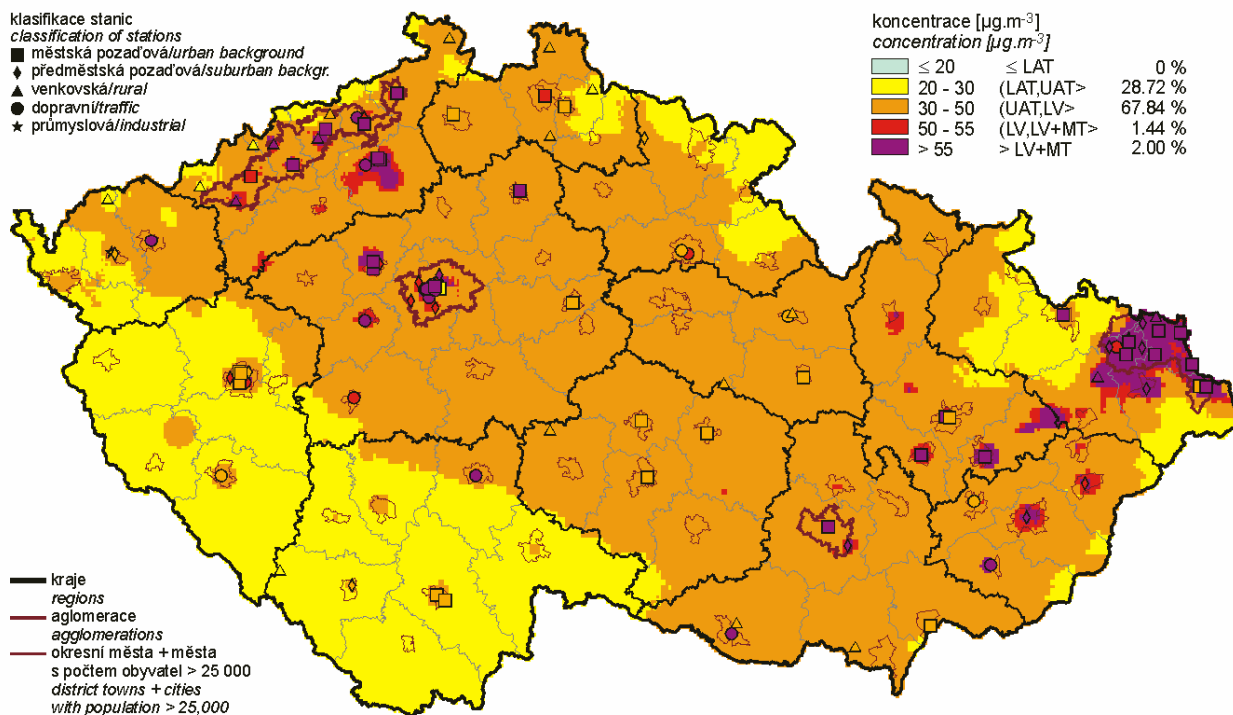 klasifikace stanic
classification of stations
městská pozaďová/urban background
předměstská pozaďová/suburban backgr.
venkovská/rural
dopravní/traffic
průmyslová/industrial
koncentrace [µg.m-3]
concentration [µg.m-3]
≤ 20 ≤ LAT 0 %
20 - 30 (LAT,UAT> 28.72 %
30 - 50 (UAT,LV> 67.84 %
50 - 55 (LV,LV+MT> 1.44 %
> 55 > LV+MT 2.00 %
kraje
regions
aglomerace
agglomerations
okresní města + města
s počtem obyvatel > 25 000
district towns + cities
with population > 25,000